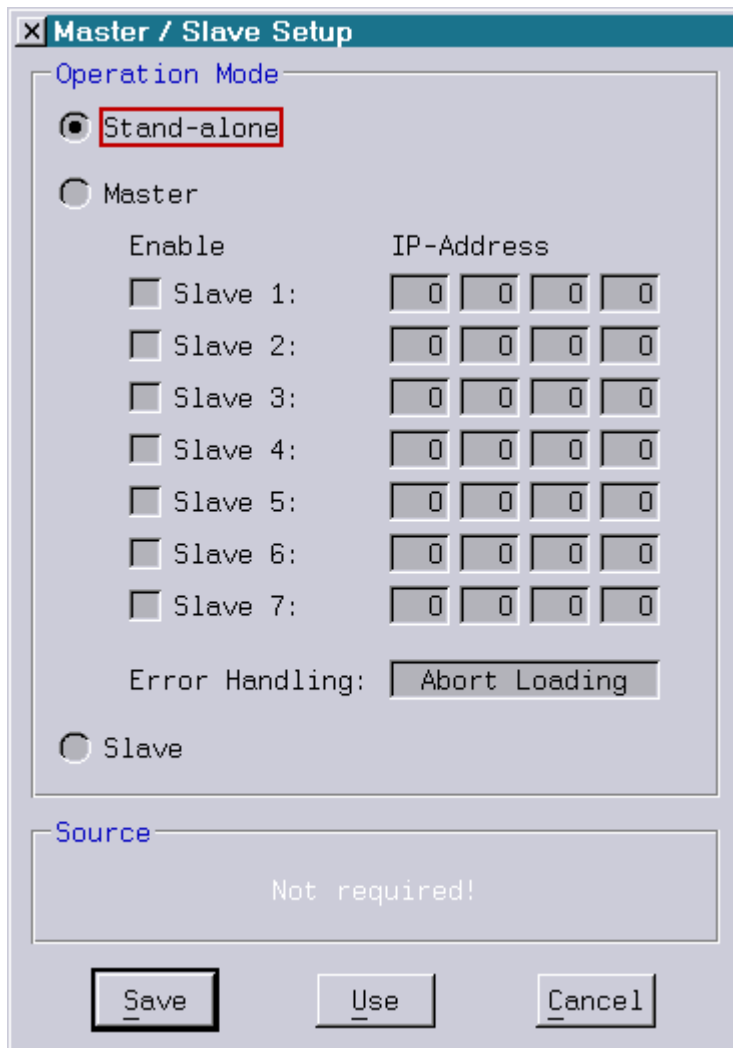 Master / Slave Setup
Operation Mode
Stand-alone
Master
Enable IP-Address
Slave 1: 0 0 0 0
Slave 2: 0 0 0 0
Slave 3: 0 0 0 0
Slave 4: 0 0 0 0
Slave 5: 0 0 0 0
Slave 6: 0 0 0 0
Slave 7: 0 0 0 0
Error Handling: Abort Loading
Slave
Source
Not required!
Save Use Cancel